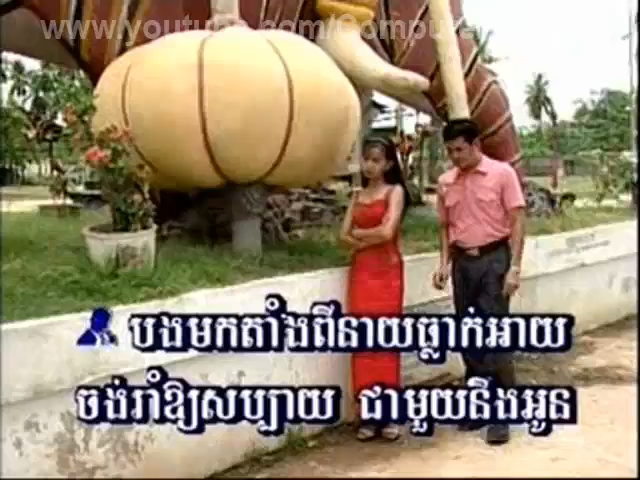 www.youtube.com/Compura
បងមកតាំងពីនាយធ្លាក់អាយ
ចង់រាំឱ្យសប្បាយ ជាមួយនឹងអូន